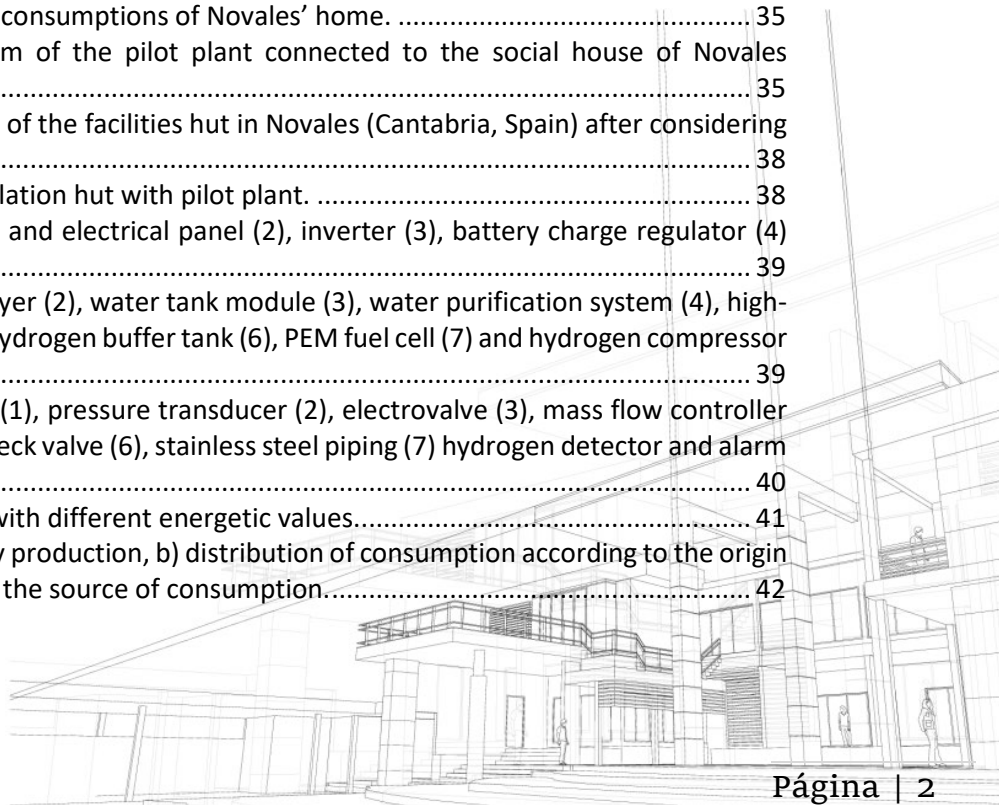 consumptions of Novales’ home. ........................................................... 35
m of the pilot plant connected to the social house of Novales
.................................................................................................................... 35
of the facilities hut in Novales (Cantabria, Spain) after considering
.................................................................................................................... 38
lation hut with pilot plant. ........................................................................ 38
and electrical panel (2), inverter (3), battery charge regulator (4)
.................................................................................................................... 39
yer (2), water tank module (3), water purification system (4), high-
ydrogen buffer tank (6), PEM fuel cell (7) and hydrogen compressor
.................................................................................................................... 39
(1), pressure transducer (2), electrovalve (3), mass flow controller
eck valve (6), stainless steel piping (7) hydrogen detector and alarm
.................................................................................................................... 40
with different energetic values.................................................................. 41
y production, b) distribution of consumption according to the origin
the source of consumption....................................................................... 42
Página | 2